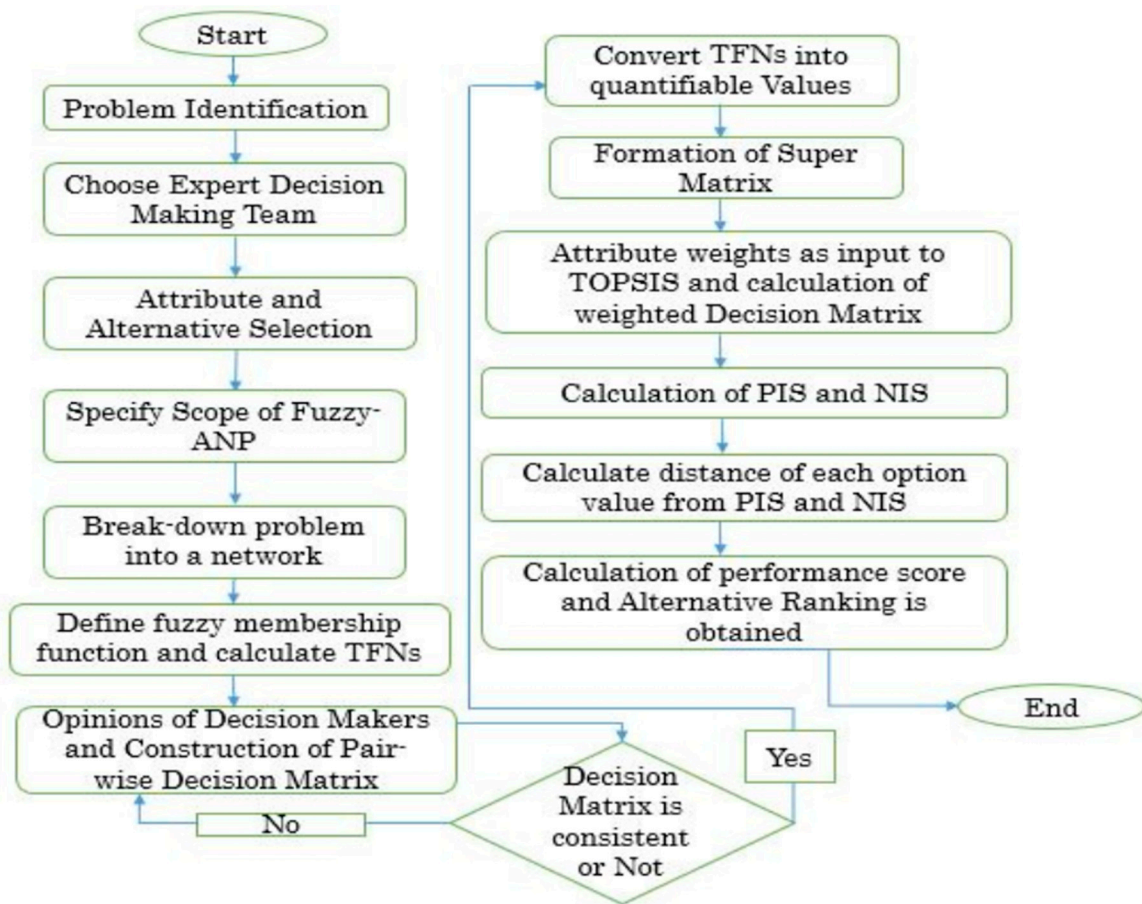 Start
Problem Identification
Choose Expert Decision
Making Team
Attribute and
Alternative Selection
Specify Scope of Fuzzy-
ANP
Break-down problem
into a network
Define fuzzy membership
function and calculate TFNs
Opinions of Decision Makers
and Construction of Pair-
wise Decision Matrix
No
Decision
Matrix is
consistent
or Not
Yes
Convert TFNs into
quantifiable Values
Formation of Super
Matrix
Attribute weights as input to
TOPSIS and calculation of
weighted Decision Matrix
Calculation of PIS and NIS
Calculate distance of each option
value from PIS and NIS
Calculation of performance score
and Alternative Ranking is
obtained
End